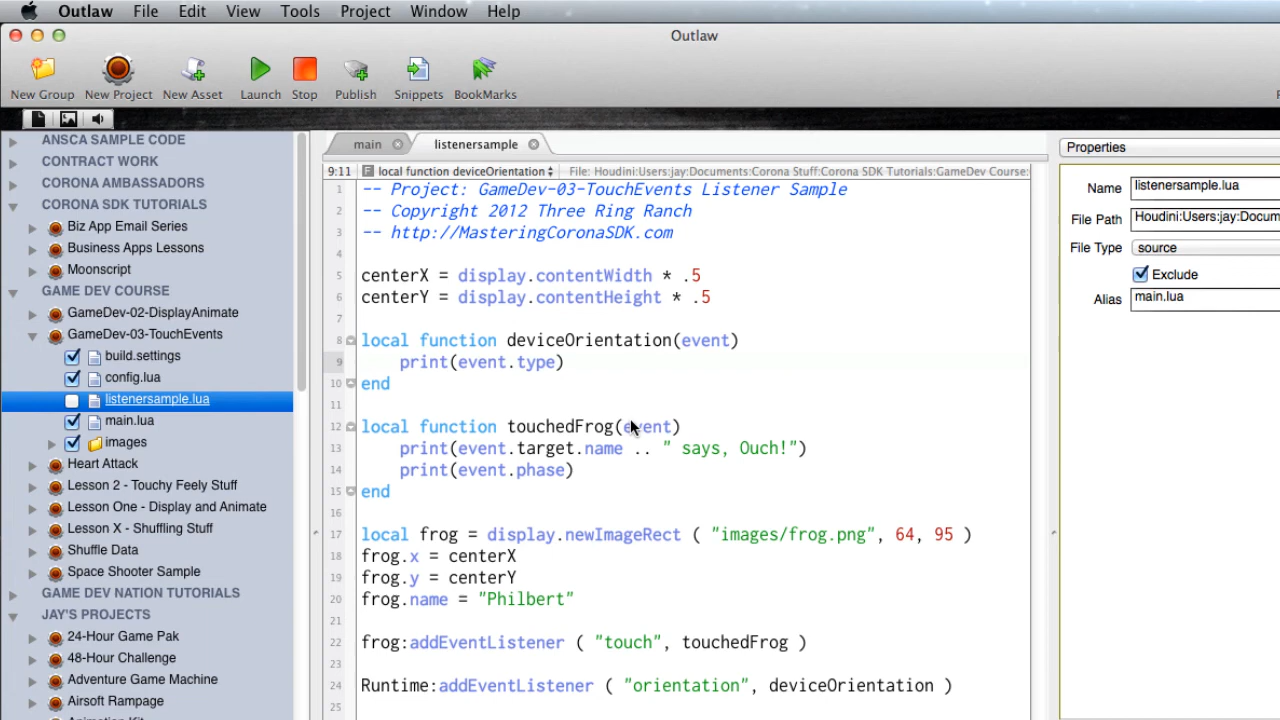 Outlaw File Edit View Tools Project Window Help
Outlaw
New Group New Project New Asset Launch Stop Publish Snippets BookMarks
ANSCA SAMPLE CODE
CONTRACT WORK
CORONA AMBASSADORS
CORONA SDK TUTORIALS
Biz App Email Series
Business Apps Lessons
Moonscript
GAME DEV COURSE
GameDev-02-DisplayAnimate
GameDev-03-TouchEvents
build.settings
config.lua
listenersample.lua
main.lua
images
Heart Attack
Lesson 2 - Touchy Feely Stuff
Lesson One - Display and Animate
Lesson X - Shuffling Stuff
Shuffle Data
Space Shooter Sample
GAME DEV NATION TUTORIALS
JAY'S PROJECTS
24-Hour Game Pak
48-Hour Challenge
Adventure Game Machine
Airsoft Rampage
main listenersample
9:11 F local function deviceOrientation File: Houdini:Users:jay:Documents:Corona Stuff:Corona SDK Tutorials:GameDev Course:
1 -- Project: GameDev-03-TouchEvents Listener Sample
2 -- Copyright 2012 Three Ring Ranch
3 -- http://MasteringCoronaSDK.com
4
5 centerX = display.contentWidth * .5
6 centerY = display.contentHeight * .5
7
8 local function deviceOrientation(event)
9 print(event.type)
10 end
11
12 local function touchedFrog(event)
13 print(event.target.name .. " says, Ouch!")
14 print(event.phase)
15 end
16
17 local frog = display.newImageRect ( "images/frog.png", 64, 95 )
18 frog.x = centerX
19 frog.y = centerY
20 frog.name = "Philbert"
21
22 frog:addEventListener ( "touch", touchedFrog )
23
24 Runtime:addEventListener ( "orientation", deviceOrientation )
25
Properties
Name listenersample.lua
File Path Houdini:Users:jay:Docum
File Type source
Exclude
Alias main.lua